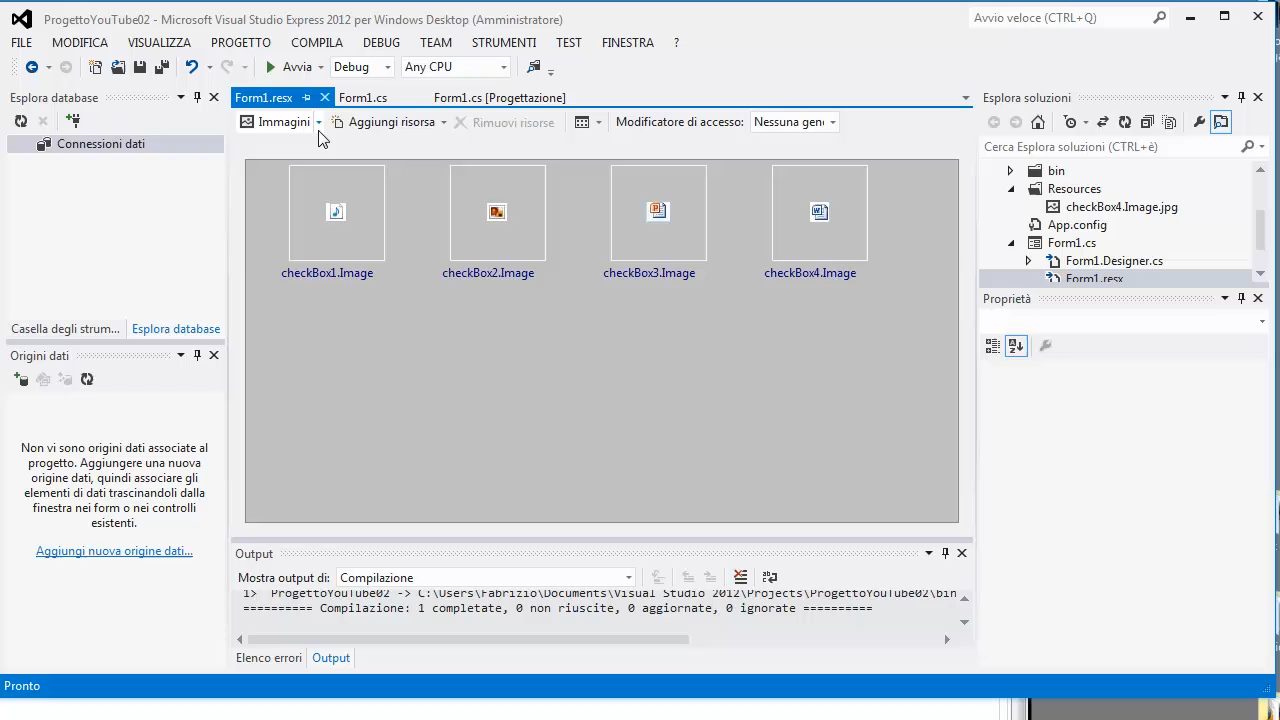 ProgettoYouTube02 - Microsoft Visual Studio Express 2012 per Windows Desktop (Amministratore)
Avvio veloce (CTRL+Q)
FILE MODIFICA VISUALIZZA PROGETTO COMPILA DEBUG TEAM STRUMENTI TEST FINESTRA ?
Avvia Debug Any CPU
Esplora database
Form1.resx Form1.cs Form1.cs [Progettazione]
Esplora soluzioni
Immagini Aggiungi risorsa Rimuovi risorse Modificatore di accesso: Nessuna gen
Connessioni dati
Cerca Esplora soluzioni (CTRL+è)
bin
Resources
checkBox4.Image.jpg
App.config
Form1.cs
Form1.Designer.cs
Form1.resx
checkBox1.Image checkBox2.Image checkBox3.Image checkBox4.Image
Proprietà
Casella degli strum... Esplora database
Origini dati
Non vi sono origini dati associate al
progetto. Aggiungere una nuova
origine dati, quindi associare gli
elementi di dati trascinandoli dalla
finestra nei form o nei controlli
esistenti.
Aggiungi nuova origine dati...
Output
Mostra output di: Compilazione
1> ProgettoYouTube02 -> C:\Users\Fabrizio\Documents\Visual Studio 2012\Projects\ProgettoYouTube02\bin
========== Compilazione: 1 completate, 0 non riuscite, 0 aggiornate, 0 ignorate ==========
Elenco errori Output
Pronto